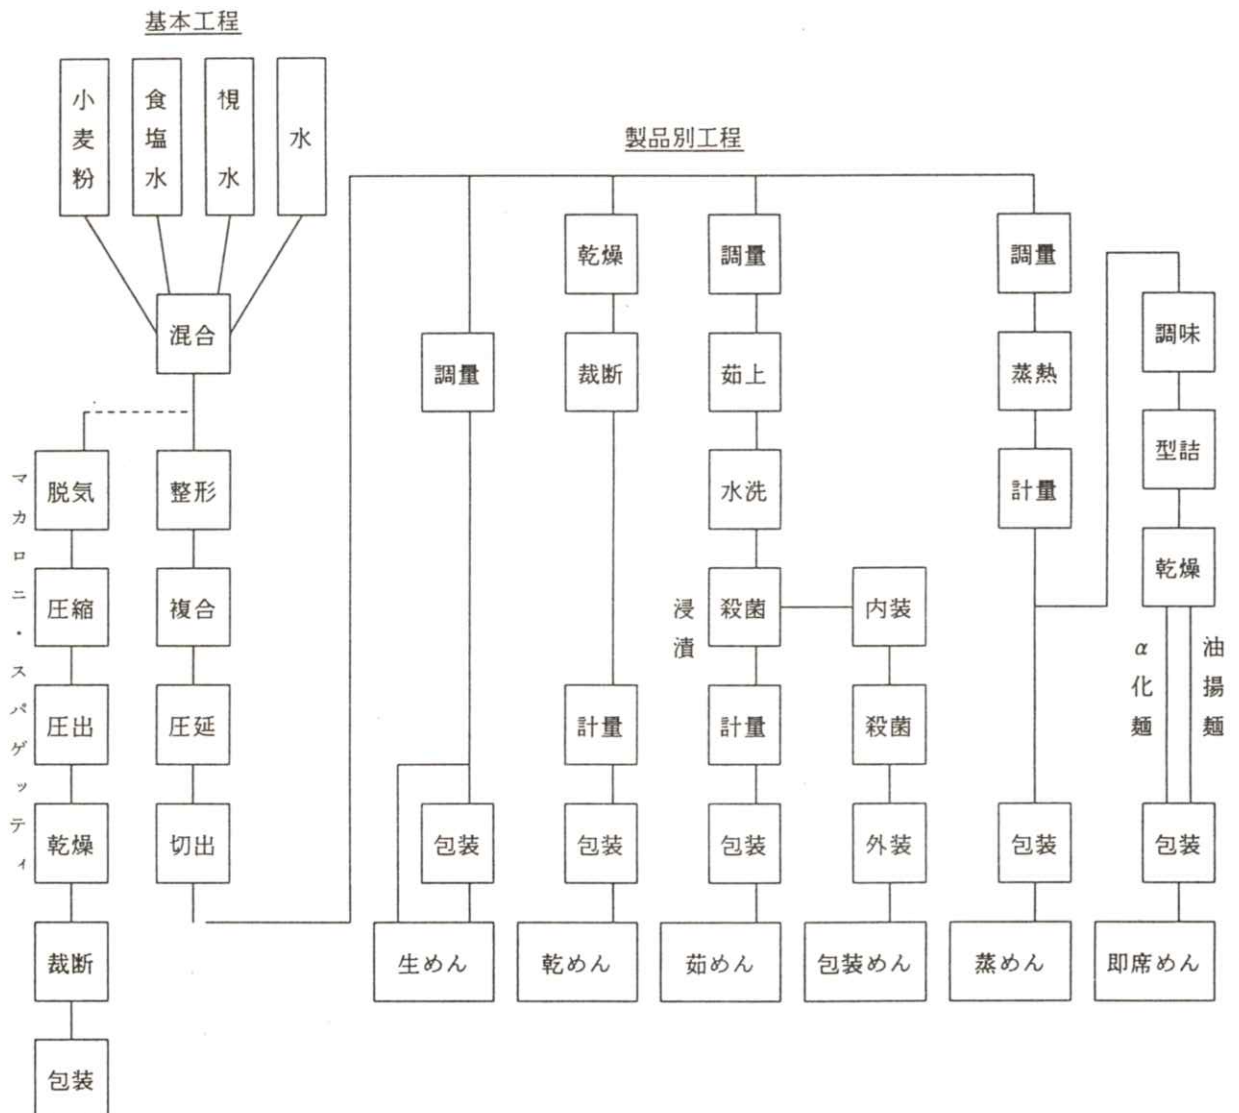 基本工程
小麦粉
食塩水
梘水
水
混合
脱気
圧縮
圧出
乾燥
裁断
包装
マカロニ・スパゲッティ
整形
複合
圧延
切出
製品別工程
調量
包装
生めん
乾燥
裁断
計量
包装
乾めん
調量
茹上
水洗
殺菌
浸漬
計量
包装
茹めん
内装
殺菌
外装
包装めん
調量
蒸熱
計量
包装
蒸めん
調味
型詰
乾燥
α化麺
油揚麺
包装
即席めん